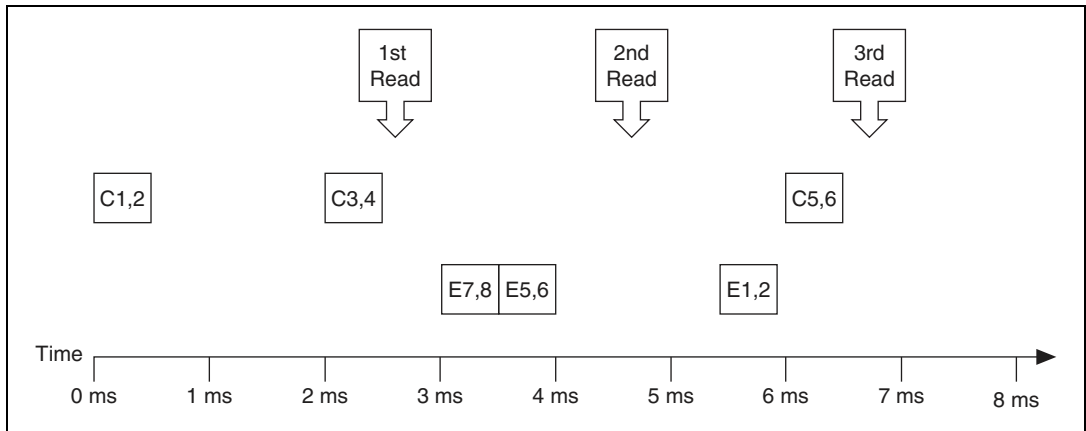 1st
Read
2nd
Read
3rd
Read
C1,2
C3,4
C5,6
E7,8
E5,6
E1,2
Time
0 ms
1 ms
2 ms
3 ms
4 ms
5 ms
6 ms
7 ms
8 ms